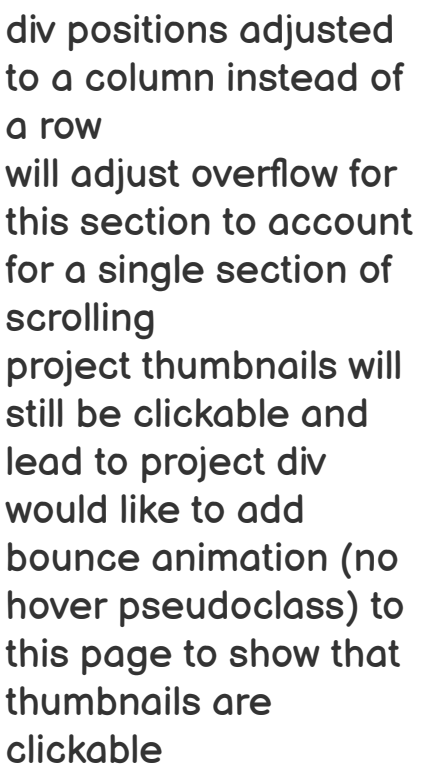 div positions adjusted
to a column instead of
a row
will adjust overflow for
this section to account
for a single section of
scrolling
project thumbnails will
still be clickable and
lead to project div
would like to add
bounce animation (no
hover pseudoclass) to
this page to show that
thumbnails are
clickable